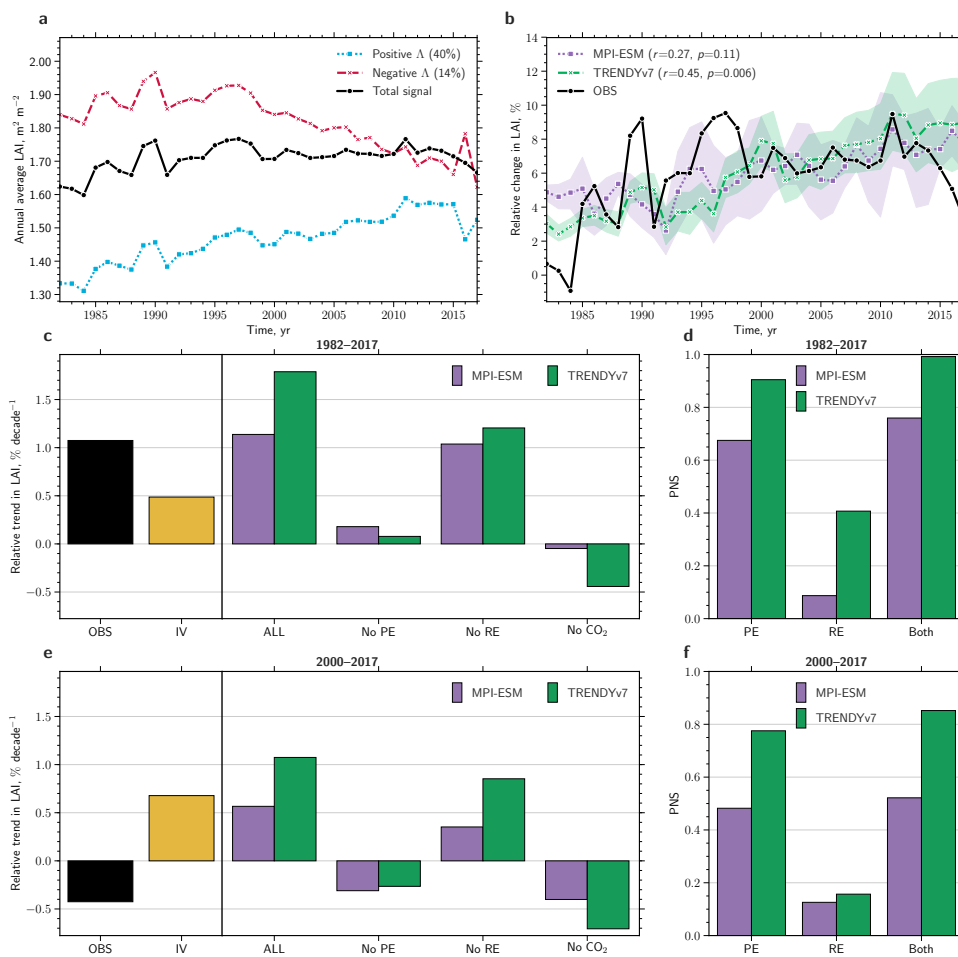 a
Positive Λ (40%)
Negative Λ (14%)
Total signal
2.00
1.90
1.80
1.70
1.60
1.50
1.40
1.30
Annual average LAI, m² m⁻²
1985 1990 1995 2000 2005 2010 2015
Time, yr
b
MPI-ESM (r=0.27, p=0.11)
TRENDYv7 (r=0.45, p=0.006)
OBS
14
12
10
8
6
4
2
0
Relative change in LAI, %
1985 1990 1995 2000 2005 2010 2015
Time, yr
c
1982–2017
MPI-ESM TRENDYv7
1.5
1.0
0.5
0.0
−0.5
Relative trend in LAI, % decade⁻¹
OBS IV ALL No PE No RE No CO₂
d
1982–2017
MPI-ESM
TRENDYv7
1.0
0.8
0.6
0.4
0.2
0.0
PNS
PE RE Both
e
2000–2017
MPI-ESM TRENDYv7
1.5
1.0
0.5
0.0
−0.5
Relative trend in LAI, % decade⁻¹
OBS IV ALL No PE No RE No CO₂
f
2000–2017
MPI-ESM
TRENDYv7
1.0
0.8
0.6
0.4
0.2
0.0
PNS
PE RE Both